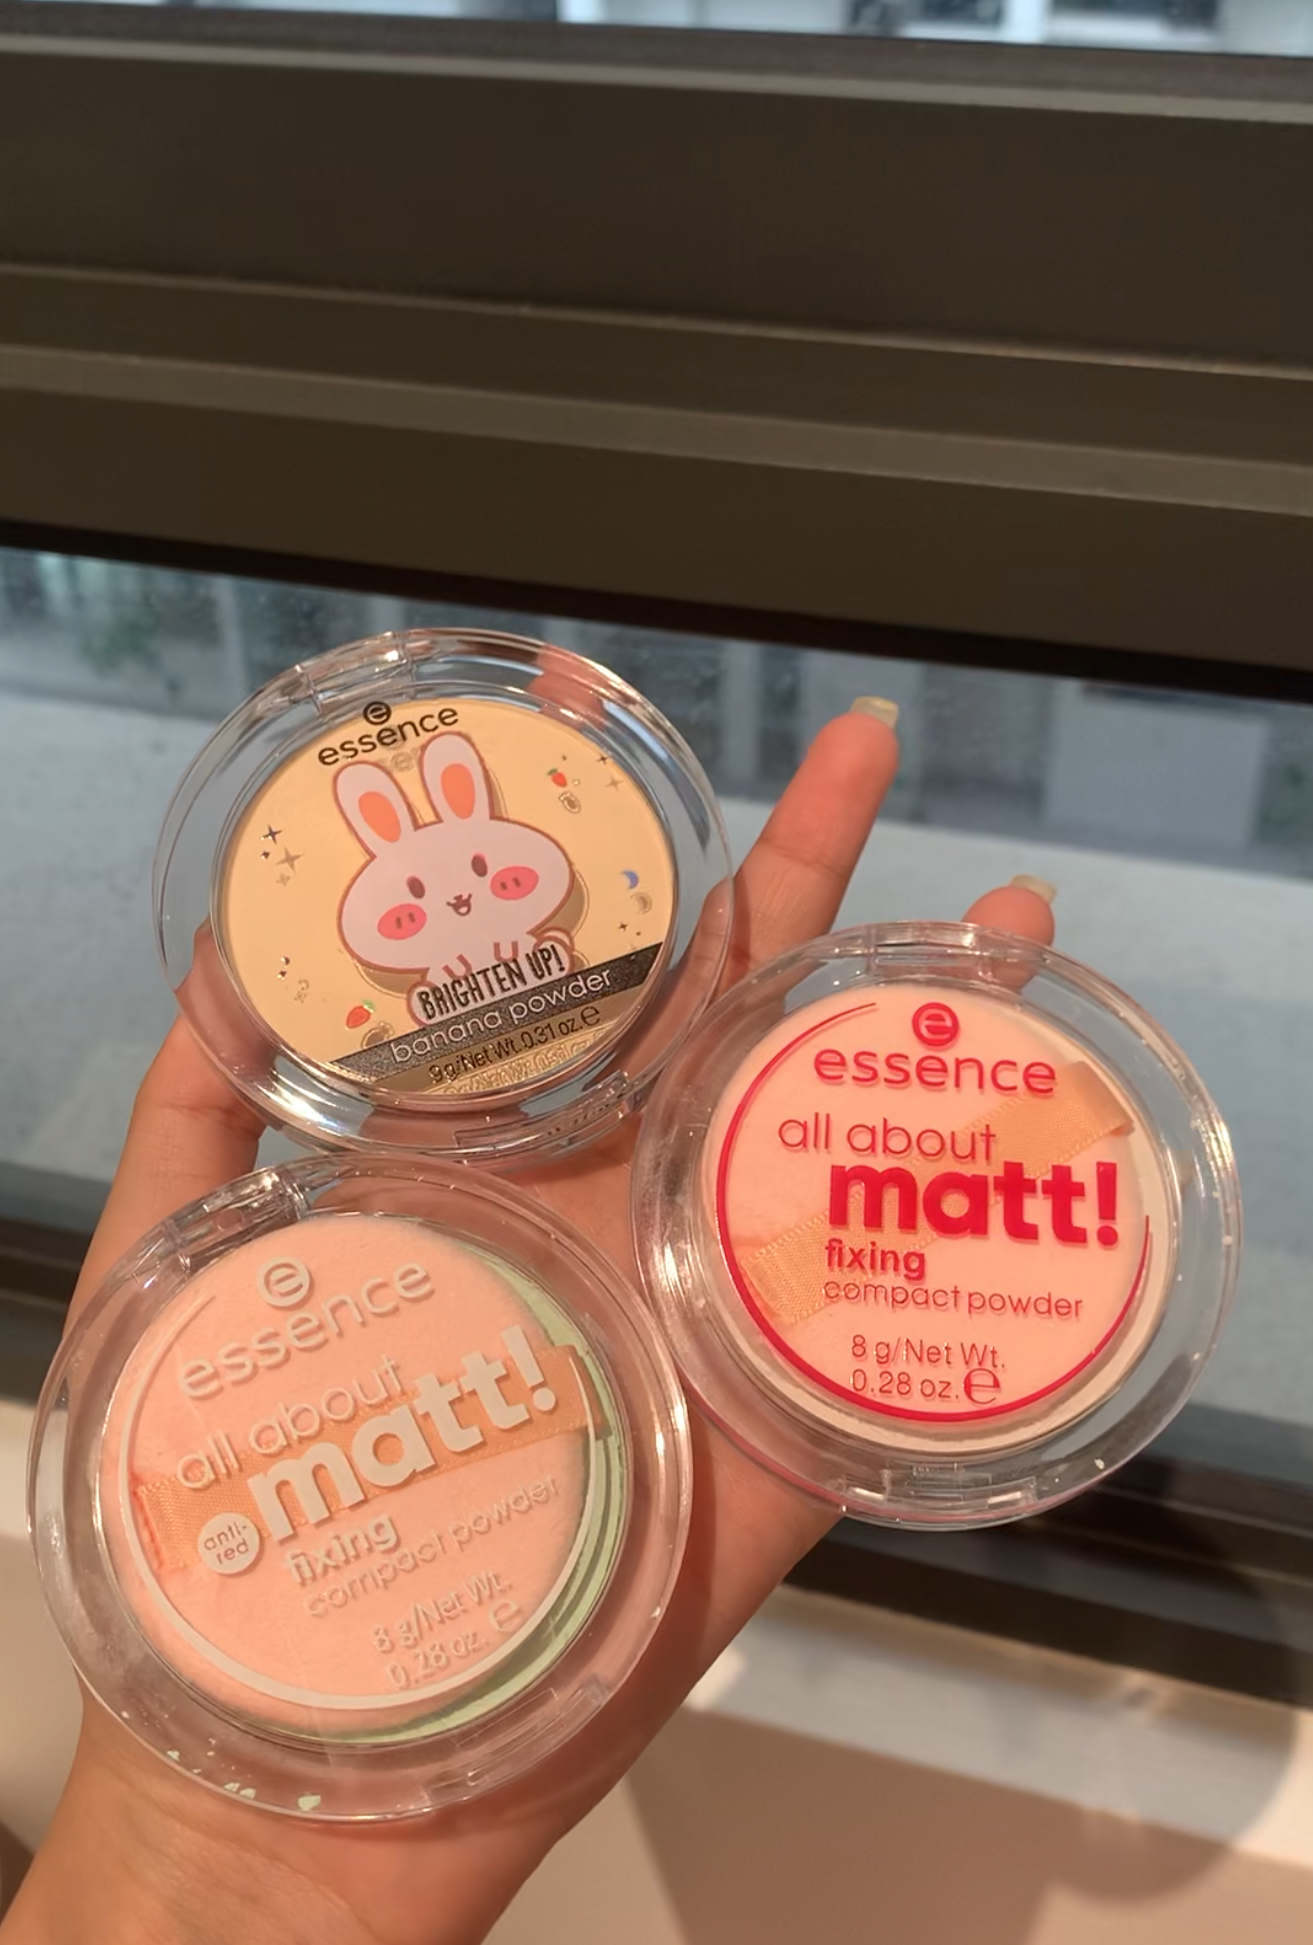 essence
BRIGHTEN UP!
banana powder
9 g/Net Wt. 0.31 oz. e
essence
all about
matt!
fixing
compact powder
8 g/Net Wt.
0.28 oz. e
essence
all about
matt!
anti-
red
fixing
compact powder
8 g/Net Wt.
0.28 oz. e